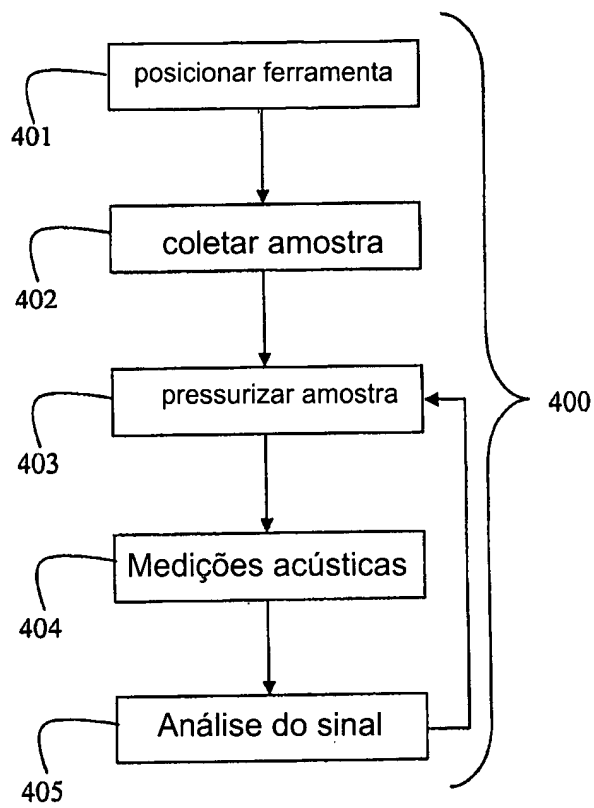 posicionar ferramenta
401
coletar amostra
402
pressurizar amostra
400
403
Medições acústicas
404
Análise do sinal
405